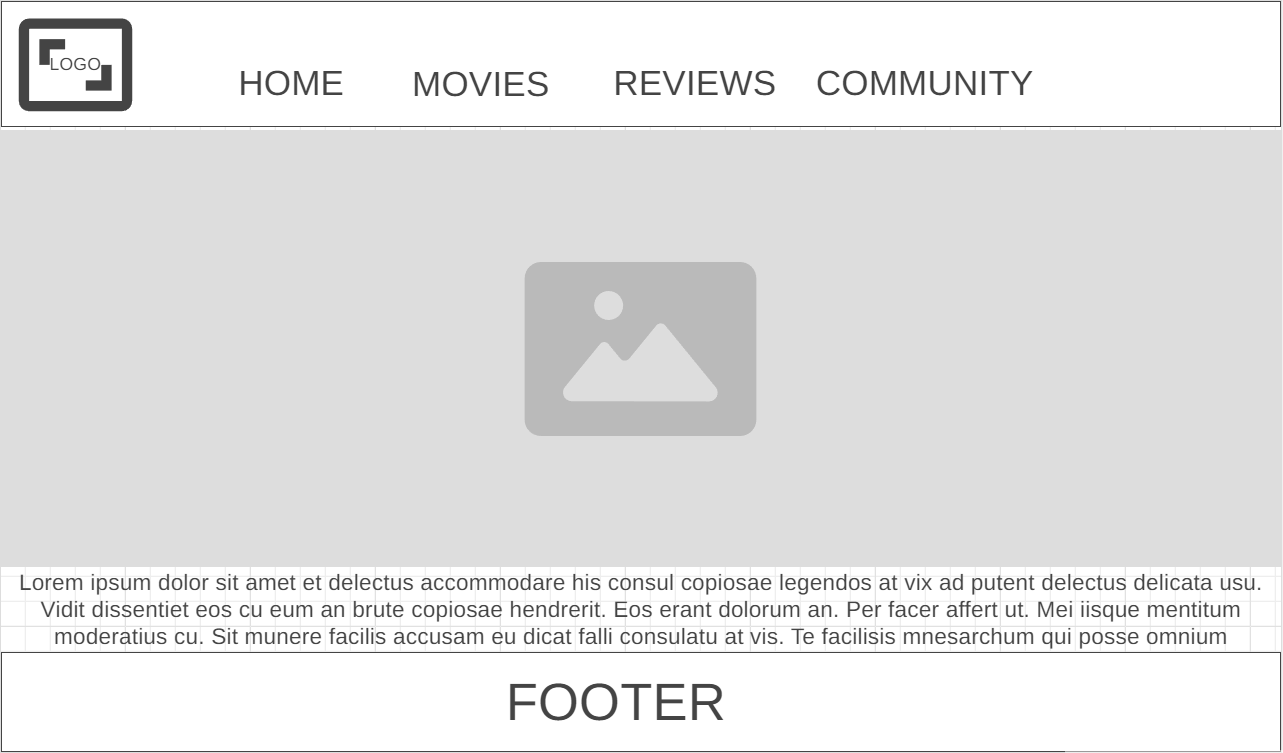 LOGO
HOME MOVIES REVIEWS COMMUNITY
Lorem ipsum dolor sit amet et delectus accommodare his consul copiosae legendos at vix ad putent delectus delicata usu.
Vidit dissentiet eos cu eum an brute copiosae hendrerit. Eos erant dolorum an. Per facer affert ut. Mei iisque mentitum
moderatius cu. Sit munere facilis accusam eu dicat falli consulatu at vis. Te facilisis mnesarchum qui posse omnium
FOOTER